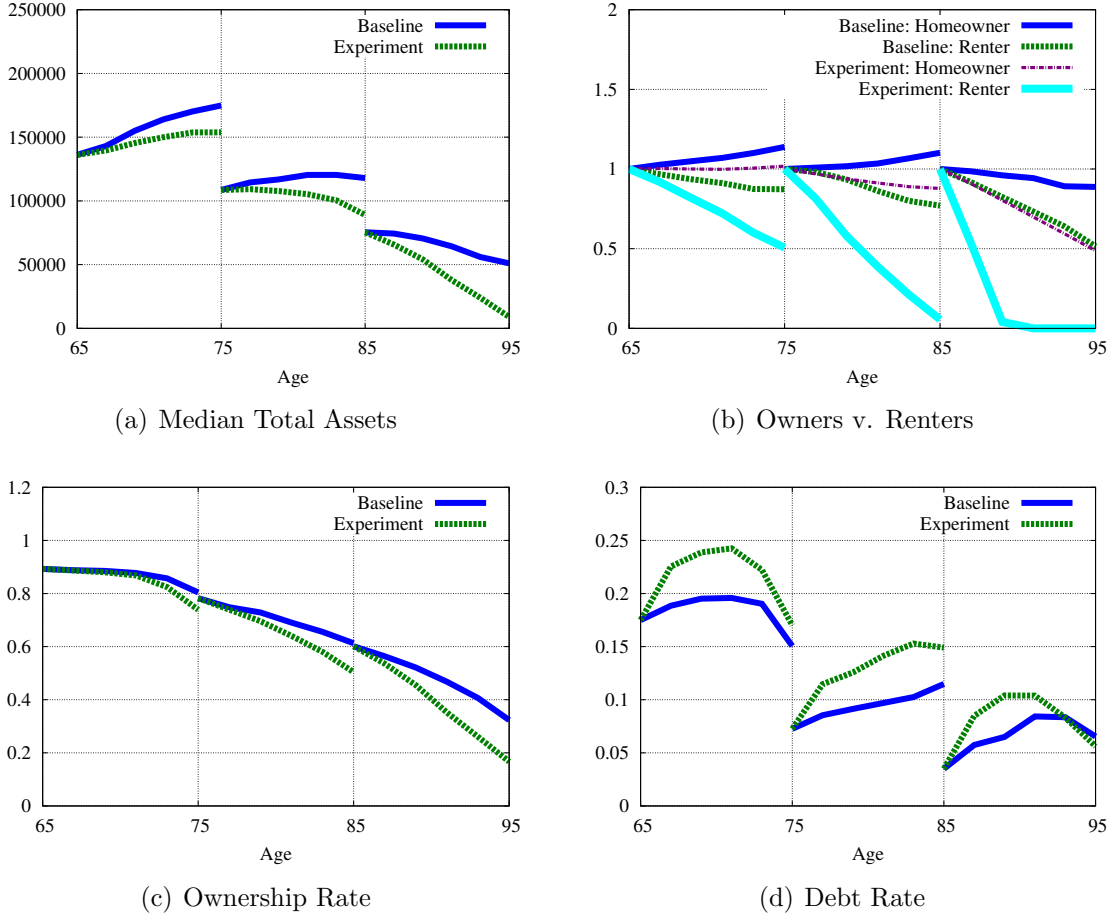 250000
200000
150000
100000
50000
0
65 75 85 95
Age
Baseline
Experiment
(a) Median Total Assets
2
1.5
1
0.5
0
65 75 85 95
Age
Baseline: Homeowner
Baseline: Renter
Experiment: Homeowner
Experiment: Renter
(b) Owners v. Renters
1.2
1
0.8
0.6
0.4
0.2
0
65 75 85 95
Age
Baseline
Experiment
(c) Ownership Rate
0.3
0.25
0.2
0.15
0.1
0.05
0
65 75 85 95
Age
Baseline
Experiment
(d) Debt Rate